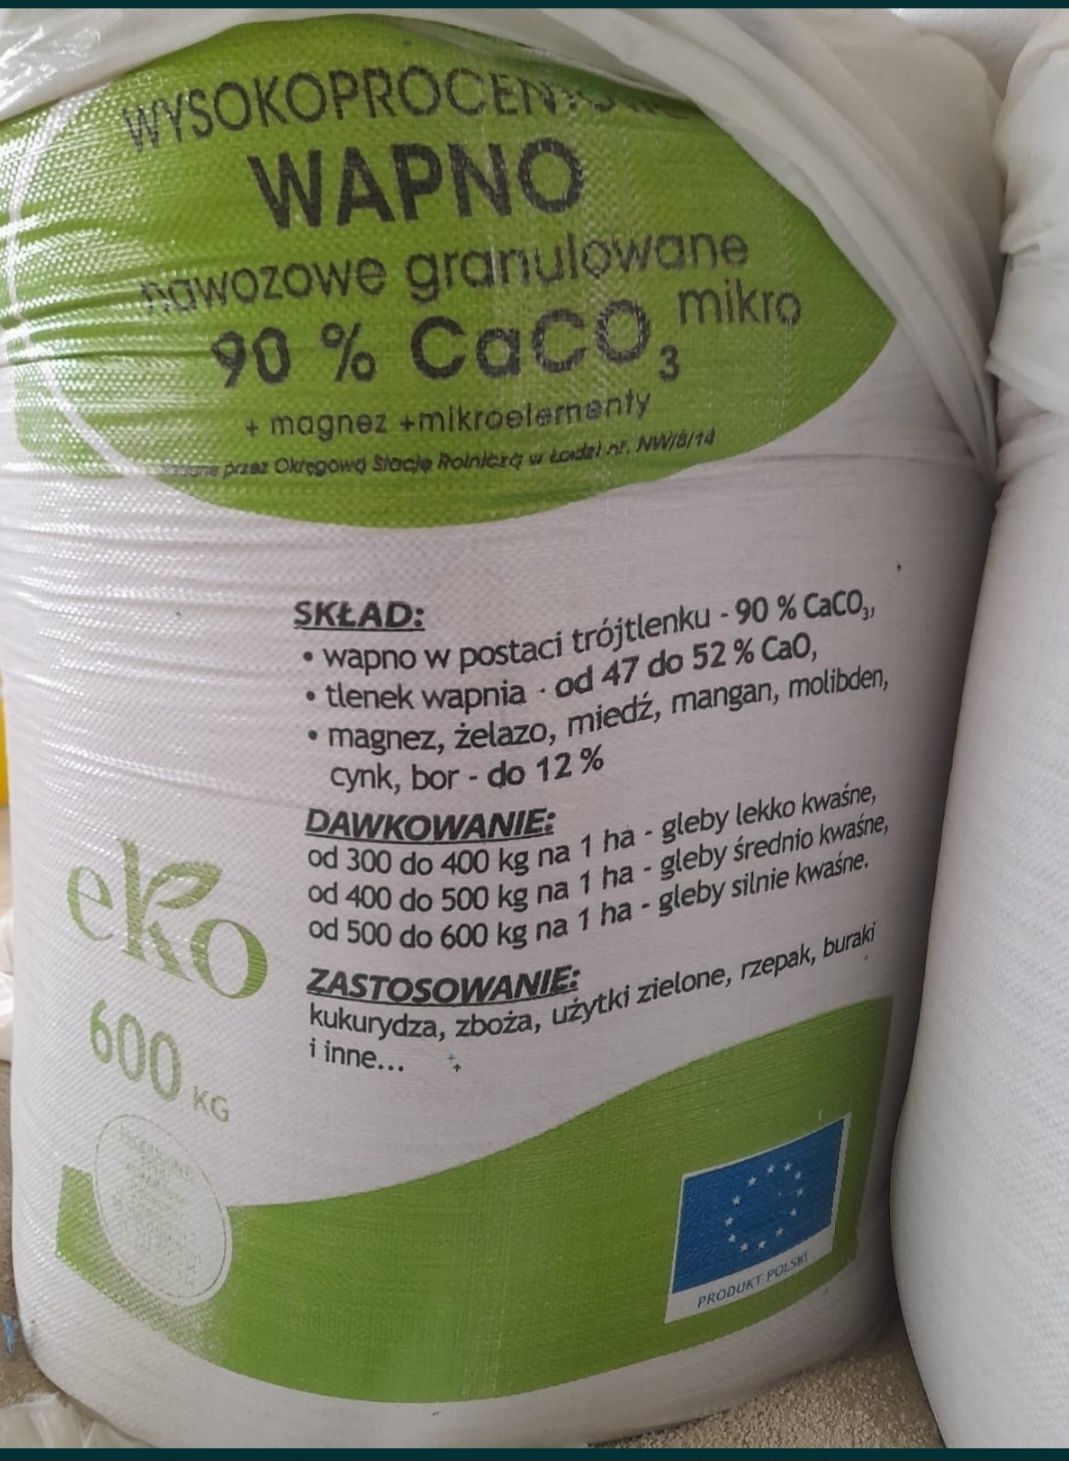 WYSOKOPROCENTOWE
WAPNO
nawozowe granulowane
90 % CaCO₃ mikro
+ magnez +mikroelementy
przez Okręgową Stację Rolniczą w Łodzi nr. NW/8/14
SKŁAD:
• wapno w postaci trójtlenku - 90 % CaCO₃,
• tlenek wapnia - od 47 do 52 % CaO,
• magnez, żelazo, miedź, mangan, molibden,
cynk, bor - do 12 %
DAWKOWANIE:
od 300 do 400 kg na 1 ha - gleby lekko kwaśne,
od 400 do 500 kg na 1 ha - gleby średnio kwaśne,
od 500 do 600 kg na 1 ha - gleby silnie kwaśne.
ZASTOSOWANIE:
kukurydza, zboża, użytki zielone, rzepak, buraki
i inne...
eko
600 KG
PRODUKT POLSKI